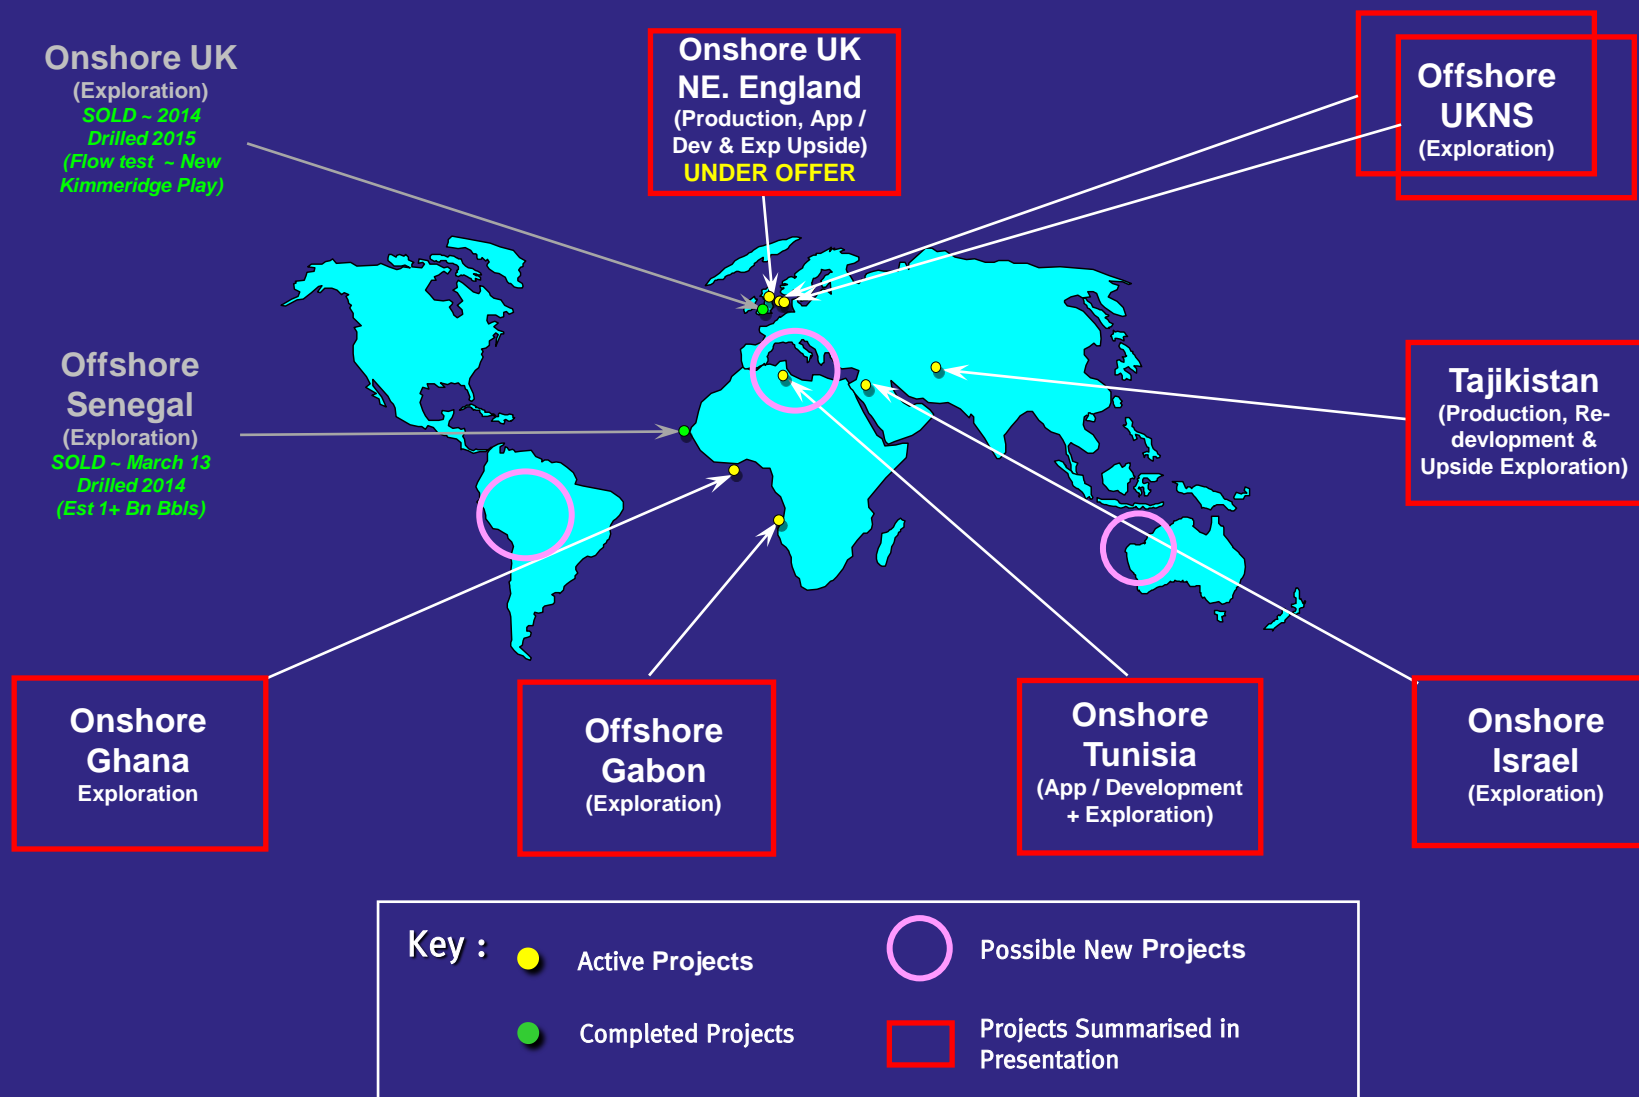 Onshore UK
(Exploration)
SOLD ~ 2014
Drilled 2015
(Flow test ~ New
Kimmeridge Play)
Onshore UK
NE. England
(Production, App /
Dev & Exp Upside)
UNDER OFFER
Offshore
UKNS
(Exploration)
Offshore
Senegal
(Exploration)
SOLD ~ March 13
Drilled 2014
(Est 1+ Bn Bbls)
Tajikistan
(Production, Re-
devlopment &
Upside Exploration)
Onshore
Ghana
Exploration
Offshore
Gabon
(Exploration)
Onshore
Tunisia
(App / Development
+ Exploration)
Onshore
Israel
(Exploration)
Key :
Active Projects
Possible New Projects
Completed Projects
Projects Summarised in
Presentation